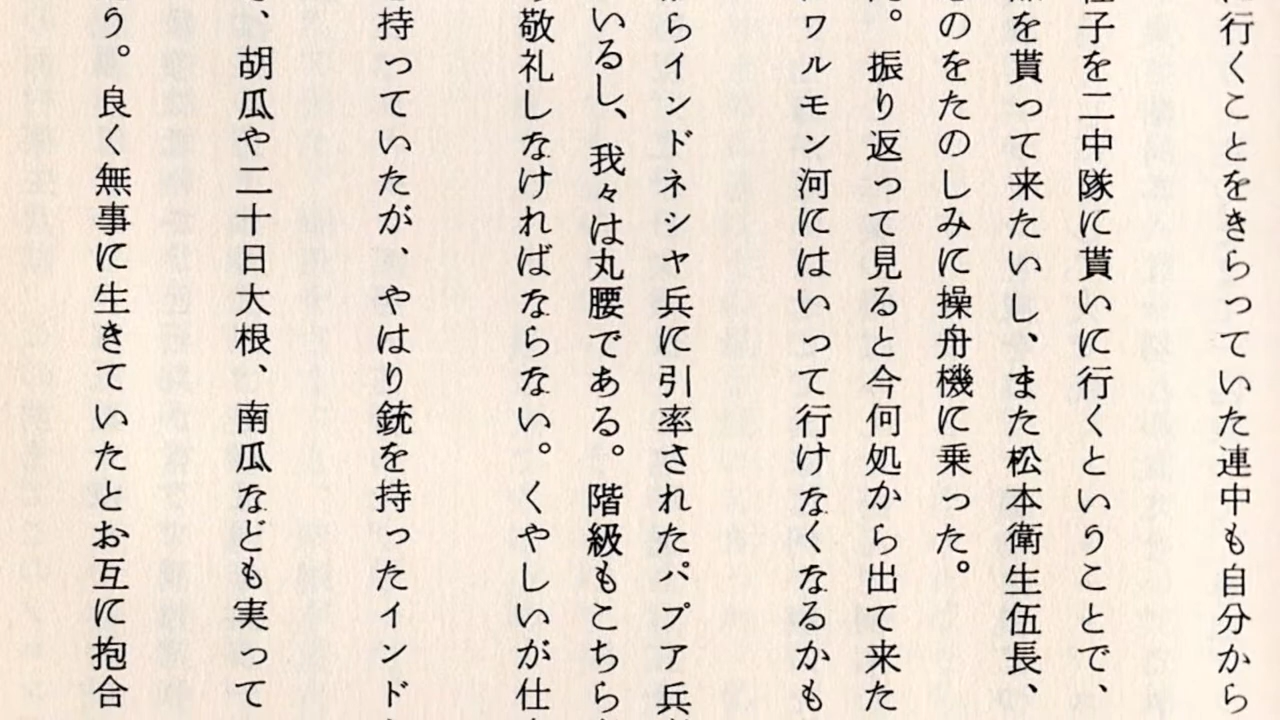 行くことをきらっていた連中も自分から
子を二中隊に貰いに行くということで、
を貰って来たいし、また松本衛生伍長、
のをたのしみに操舟機に乗った。
。振り返って見ると今何処から出て来た
ワルモン河にはいって行けなくなるかも
らインドネシヤ兵に引率されたパプア兵
いるし、我々は丸腰である。階級もこちら
敬礼しなければならない。くやしいが仕
持っていたが、やはり銃を持ったインド
、胡瓜や二十日大根、南瓜なども実って
う。良く無事に生きていたとお互に抱合